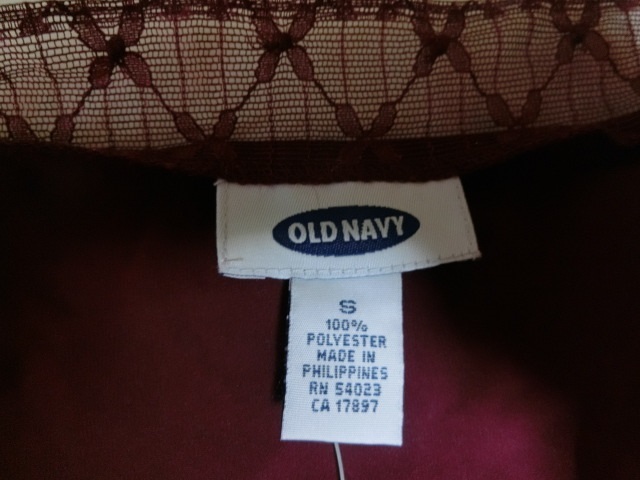 OLD NAVY
S
100%
POLYESTER
MADE IN
PHILIPPINES
RN 54023
CA 17897